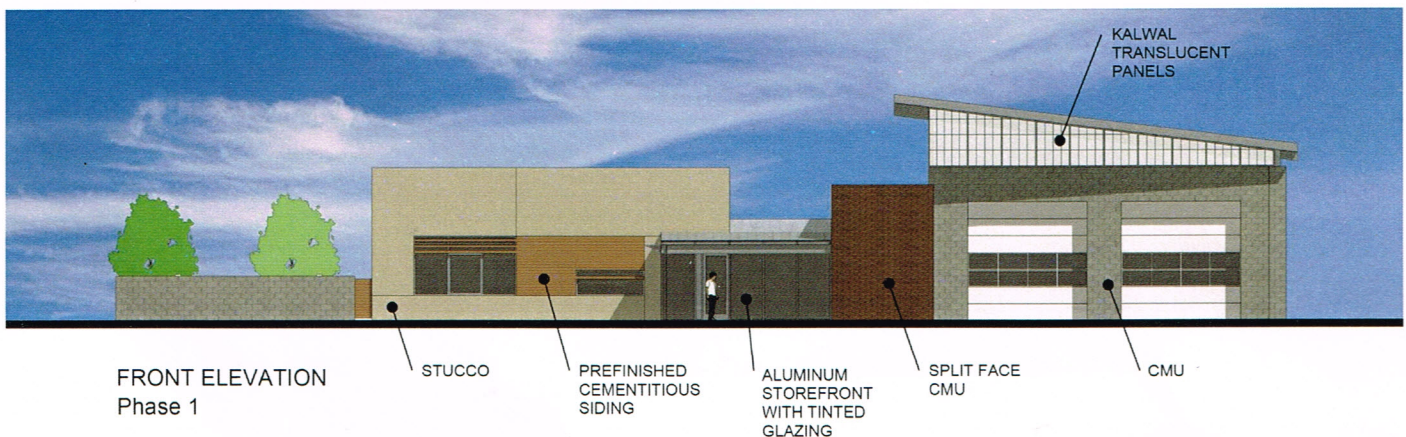 KALWAL
TRANSLUCENT
PANELS
FRONT ELEVATION
Phase 1
STUCCO
PREFINISHED
CEMENTITIOUS
SIDING
ALUMINUM
STOREFRONT
WITH TINTED
GLAZING
SPLIT FACE
CMU
CMU